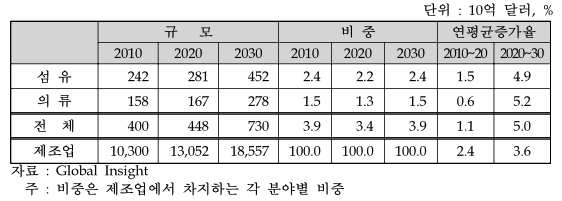 단위 : 10억 달러, %
규 모 비 중 연평균증가율
2010 2020 2030 2010 2020 2030 2010~20 2020~30
섬 유 242 281 452 2.4 2.2 2.4 1.5 4.9
의 류 158 167 278 1.5 1.3 1.5 0.6 5.2
전 체 400 448 730 3.9 3.4 3.9 1.1 5.0
제조업 10,300 13,052 18,557 100.0 100.0 100.0 2.4 3.6
자료 : Global Insight
주 : 비중은 제조업에서 차지하는 각 분야별 비중